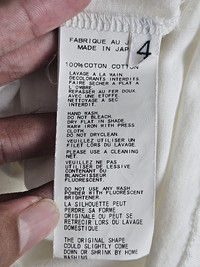 FABRIQUE AU
MADE IN JAP
4
100%COTON COTTON
LAVAGE A LA MAIN.
DECOLORANTS INTERDITS.
FAIRE SECHER A PLAT A
L'OMBRE
REPASSER AU FER DOUX
AVEC UNE ETOFFE.
NETTOYAGE A SEC
INTERDIT.
HAND WASH
DO NOT BLEACH.
DRY FLAT IN SHADE.
WARM IRON WITH PRESS
CLOTH.
DO NOT DRYCLEAN.
VEUILLEZ UTILISER UN
FILET LORS DU LAVAGE.
PLEASE USE A CLEANING
NET.
VEUILLEZ NE PAS
UTILISER DE LESSIVE
CONTENANT DU
BLANCHISSEUR
FLUORESCENT.
DO NOT USE ANY WASH
POWDER WITH FLUORESCENT
BRIGHTENER.
LA SILHOUETTE PEUT
PERDRE SA FORME
ORIGINALE OU PEUT SE
RETRECIR LORS DU LAVAGE
DOMESTIQUE
THE ORIGINAL SHAPE
COULD SLIGHTLY COME
DOWN OR SHRINK BY HOME
WASHING